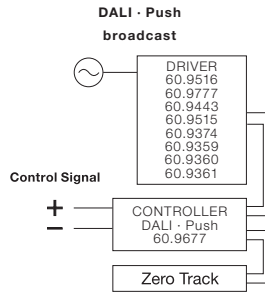 DALI · Push
broadcast
DRIVER
60.9516
60.9777
60.9443
60.9515
60.9374
60.9359
60.9360
60.9361
Control Signal
+
−
CONTROLLER
DALI · Push
60.9677
Zero Track